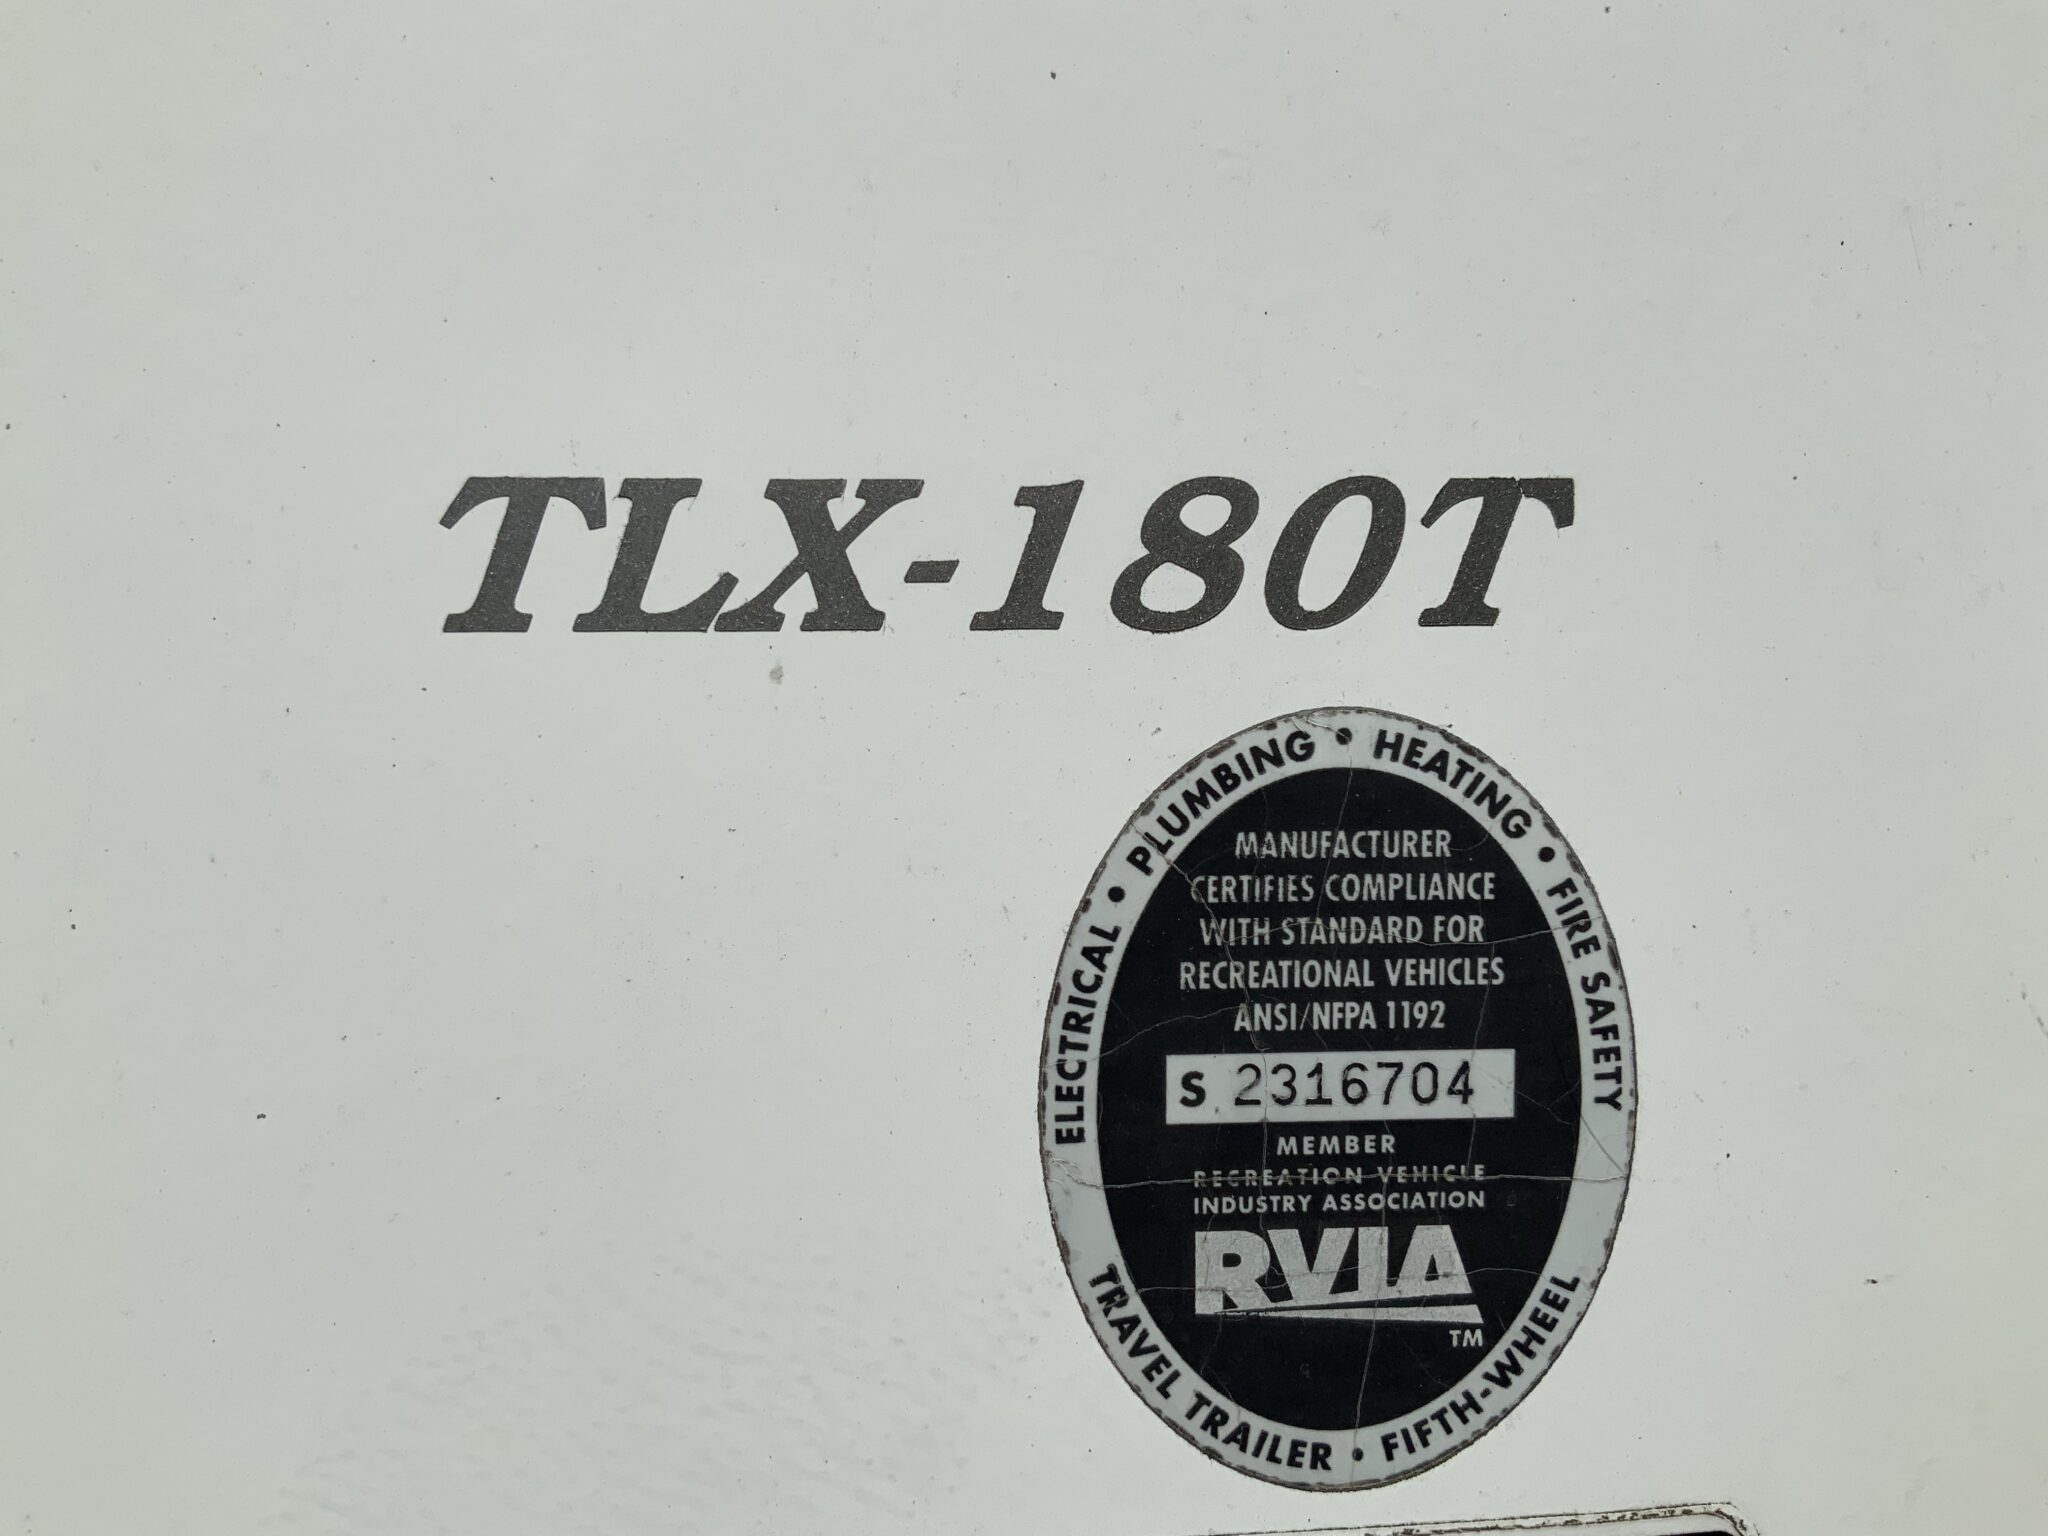 TLX-180T
ELECTRICAL • PLUMBING • HEATING • FIRE SAFETY
MANUFACTURER
CERTIFIES COMPLIANCE
WITH STANDARD FOR
RECREATIONAL VEHICLES
ANSI/NFPA 1192
S 2316704
MEMBER
RECREATION VEHICLE
INDUSTRY ASSOCIATION
RVIA
TM
TRAVEL TRAILER • FIFTH-WHEEL